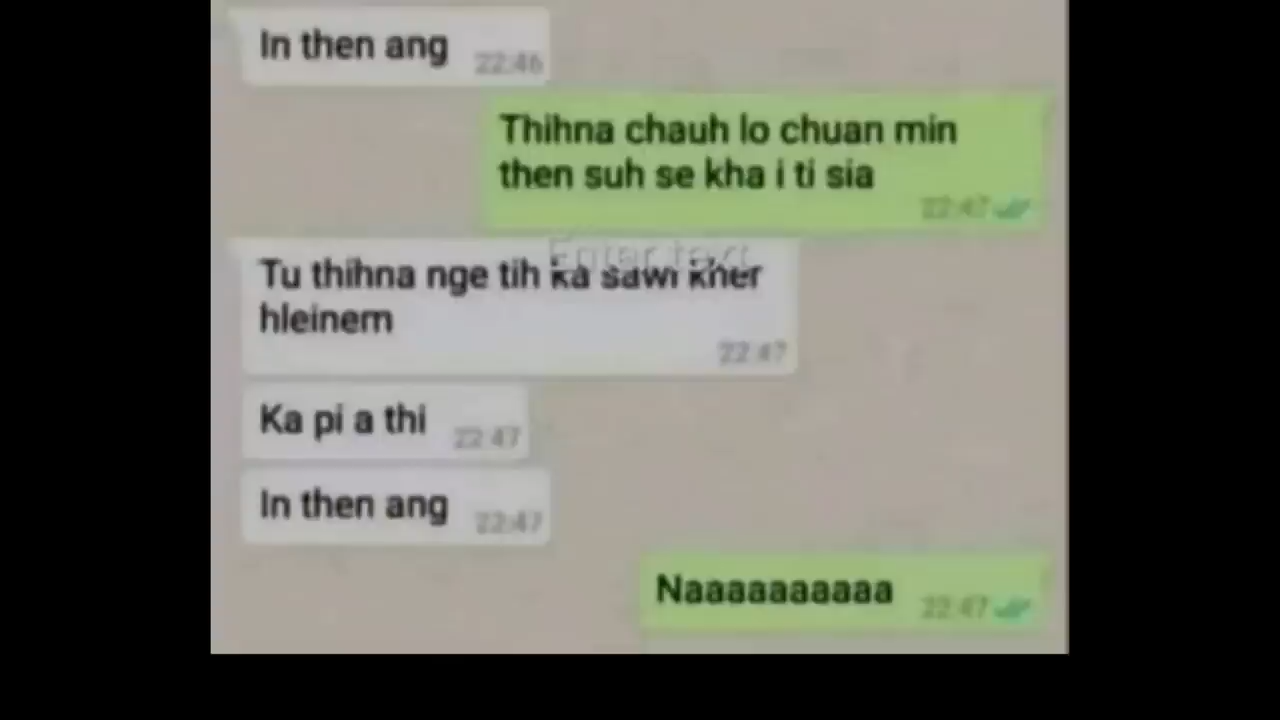 In then ang
22:46
Thihna chauh lo chuan min
then suh se kha i ti sia
22:47
Enter text
Tu thihna nge tih ka sawi kher
hleinem
22:47
Ka pi a thi
22:47
In then ang
22:47
Naaaaaaaaaa
22:47